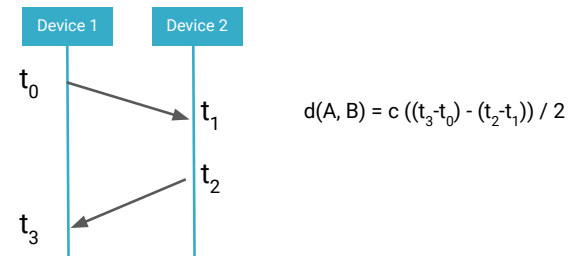 Device 1
Device 2
t0
t1
d(A, B) = c ((t3-t0) - (t2-t1)) / 2
t2
t3